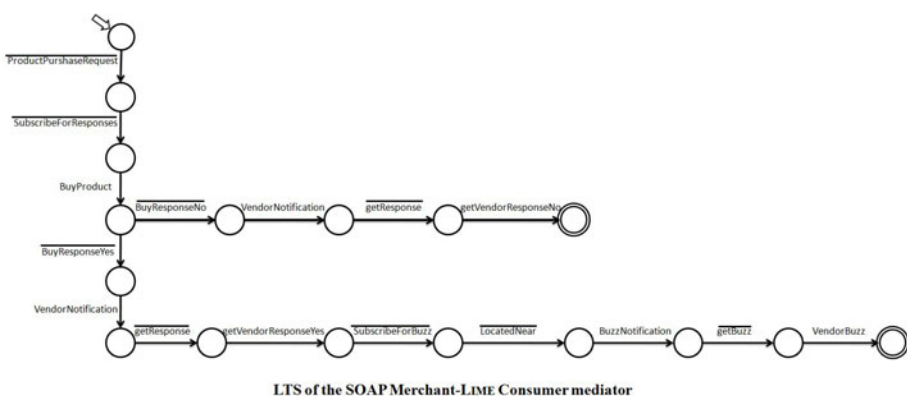 ProductPurshaseRequest
SubscribeForResponses
BuyProduct
BuyResponseNo VendorNotification getResponse getVendorResponseNo
BuyResponseYes
VendorNotification
getResponse getVendorResponseYes SubscribeForBuzz LocatedNear BuzzNotification getBuzz VendorBuzz
LTS of the SOAP Merchant-LIME Consumer mediator